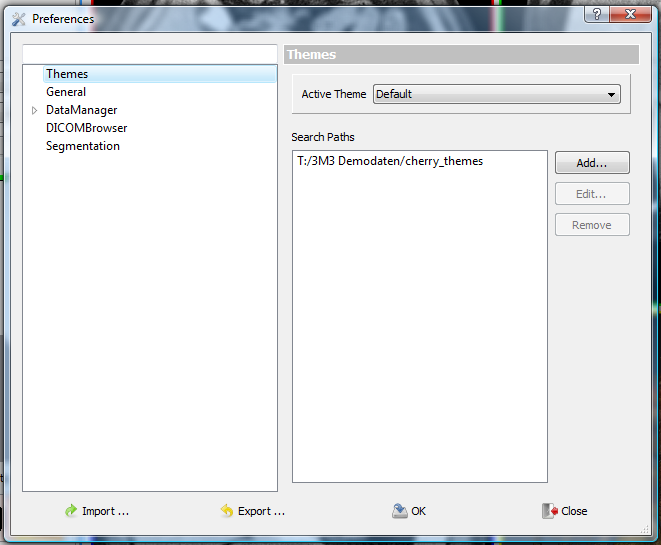 Preferences
?
Themes
General
DataManager
DICOMBrowser
Segmentation
Themes
Active Theme Default
Search Paths
T:/3M3 Demodaten/cherry_themes
Add...
Edit...
Remove
Import ... Export ... OK Close